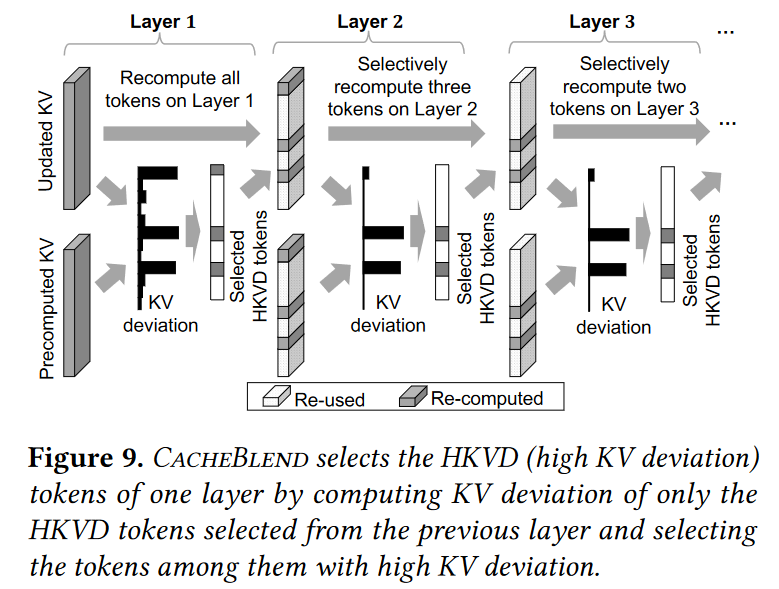 Layer 1
Layer 2
Layer 3
...
Recompute all
tokens on Layer 1
Selectively
recompute three
tokens on Layer 2
Selectively
recompute two
tokens on Layer 3
...
Updated KV
Precomputed KV
KV
deviation
Selected
HKVD tokens
KV
deviation
Selected
HKVD tokens
KV
deviation
Selected
HKVD tokens
Re-used
Re-computed
Figure 9. CACHEBLEND selects the HKVD (high KV deviation)
tokens of one layer by computing KV deviation of only the
HKVD tokens selected from the previous layer and selecting
the tokens among them with high KV deviation.